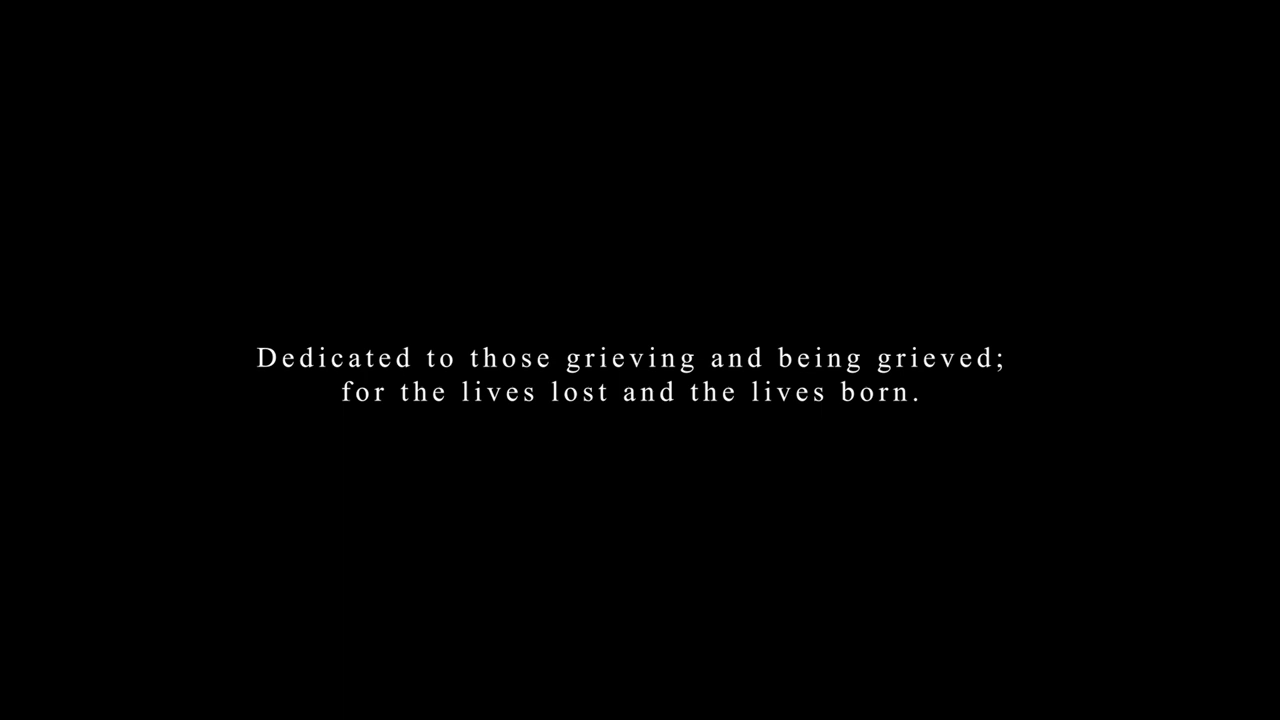 Dedicated to those grieving and being grieved;
for the lives lost and the lives born.